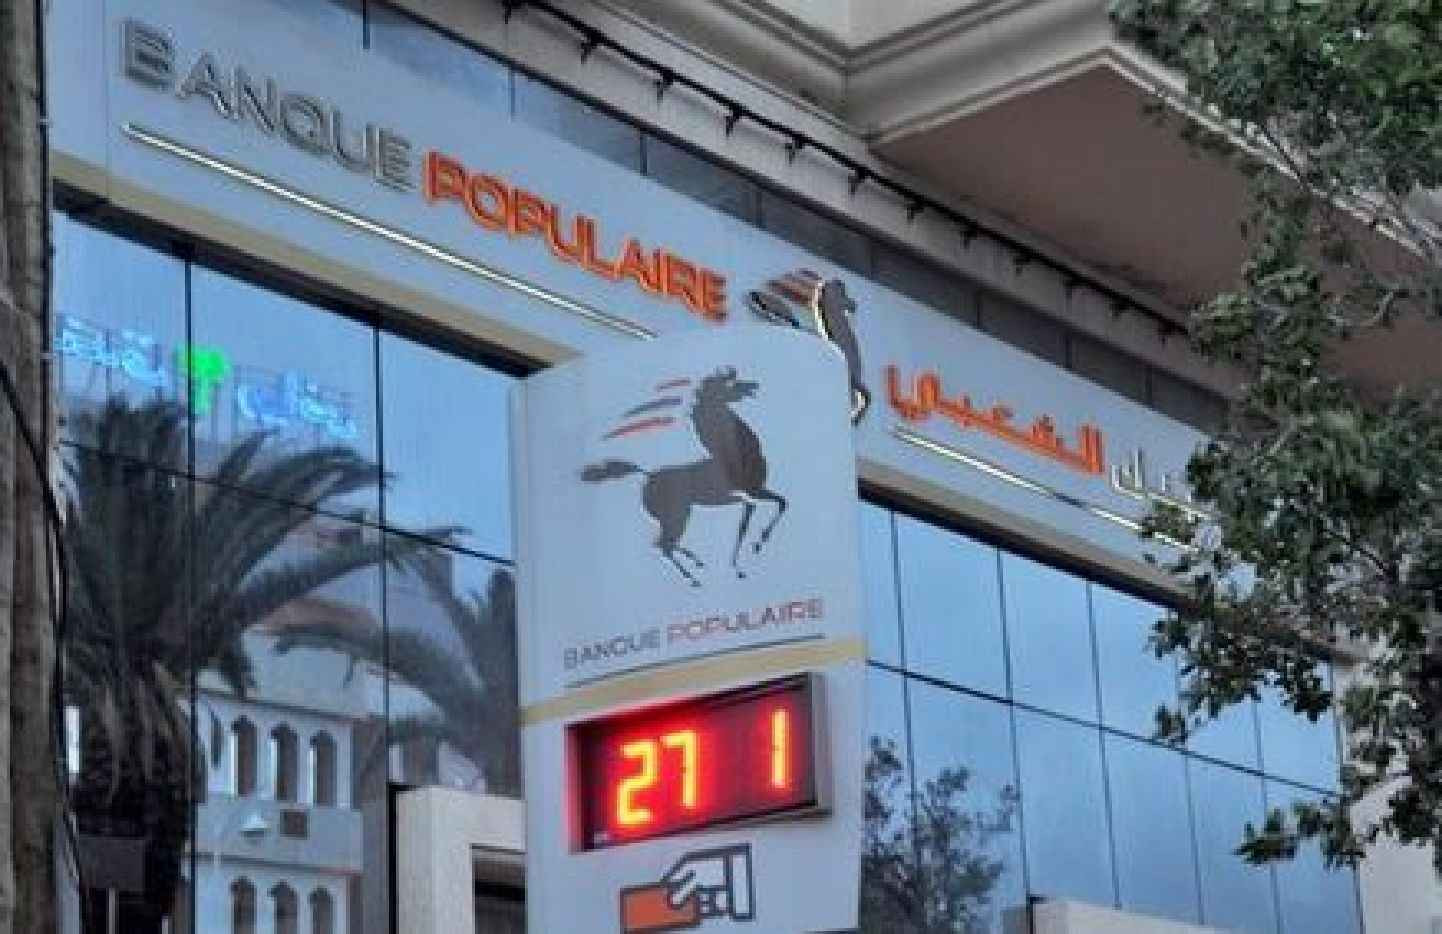 BANQUE POPULAIRE
الشعبي
BANQUE POPULAIRE
27 1